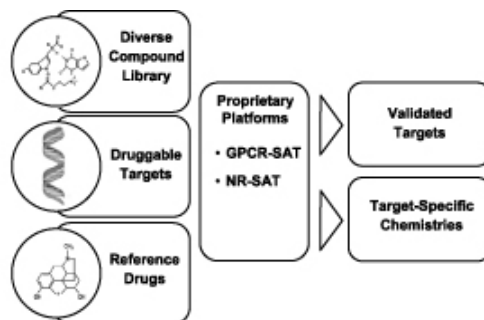 Diverse
Compound
Library
Druggable
Targets
Reference
Drugs
Proprietary
Platforms
• GPCR-SAT
• NR-SAT
Validated
Targets
Target-Specific
Chemistries